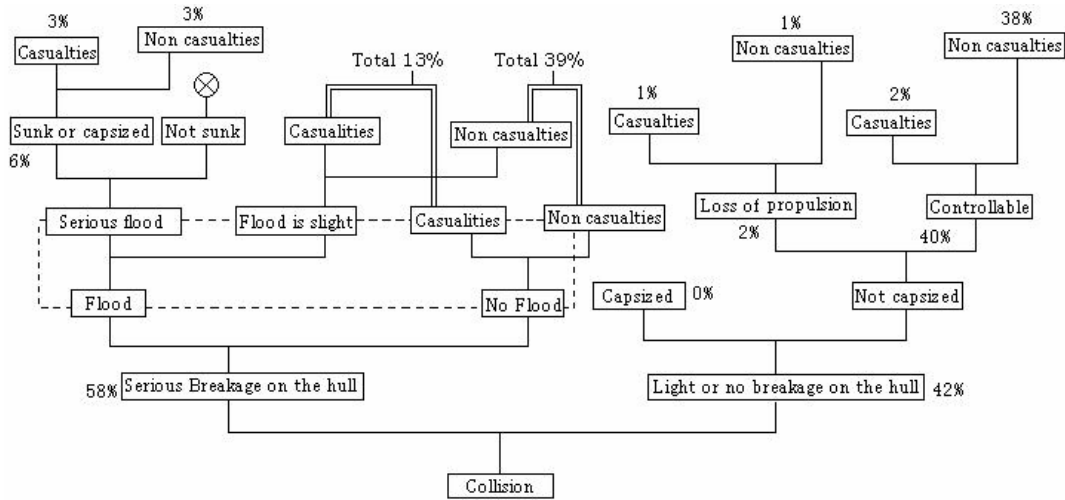 3%
3%
Casualties
Non casualties
Total 13%
Total 39%
1%
38%
Non casualties
Non casualties
1%
2%
Sunk or capsized
Not sunk
Casualities
Non casualties
Casualties
Casualties
6%
Serious flood
Flood is slight
Casualities
Non casualties
Loss of propulsion
Controllable
2%
40%
Flood
No Flood
Capsized
0%
Not capsized
58%
Serious Breakage on the hull
Light or no breakage on the hull
42%
Collision